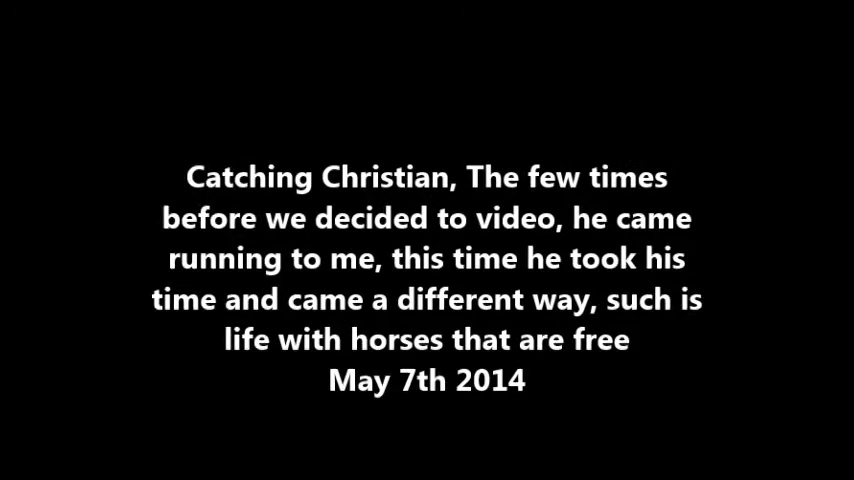 Catching Christian, The few times
before we decided to video, he came
running to me, this time he took his
time and came a different way, such is
life with horses that are free
May 7th 2014